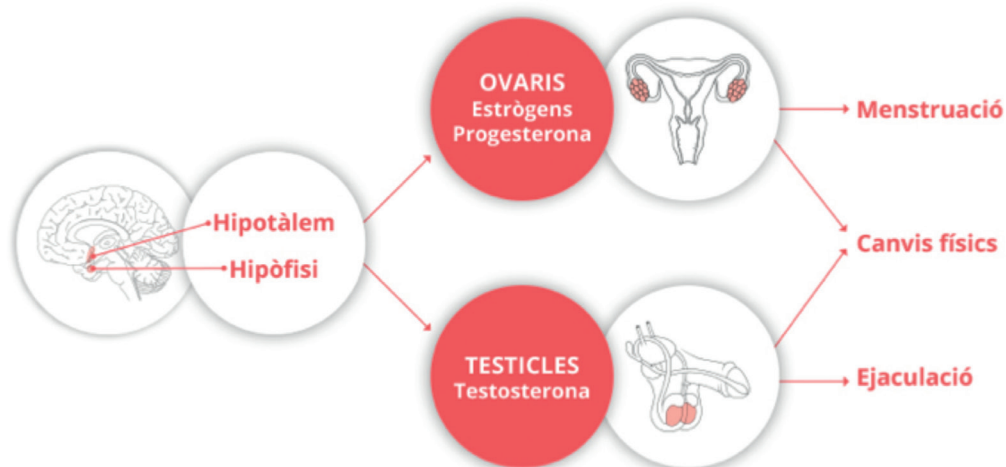 Hipotàlem
Hipòfisi
OVARIS
Estrògens
Progesterona
TESTICLES
Testosterona
Menstruació
Canvis físics
Ejaculació